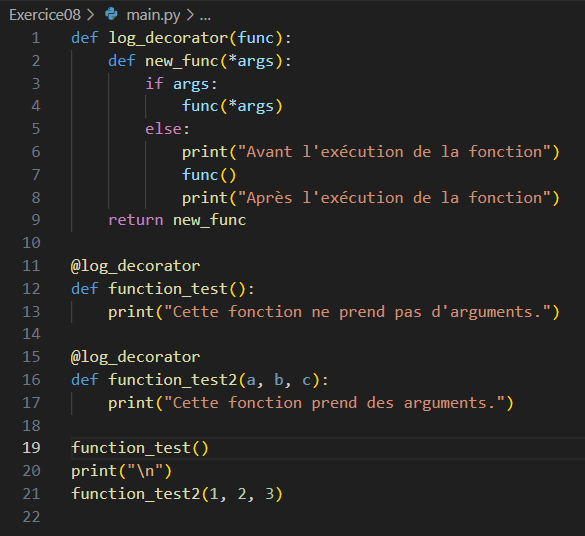 Exercice08 > main.py > ...
1 def log_decorator(func):
2     def new_func(*args):
3         if args:
4             func(*args)
5         else:
6             print("Avant l'exécution de la fonction")
7             func()
8             print("Après l'exécution de la fonction")
9     return new_func
10
11 @log_decorator
12 def function_test():
13     print("Cette fonction ne prend pas d'arguments.")
14
15 @log_decorator
16 def function_test2(a, b, c):
17     print("Cette fonction prend des arguments.")
18
19 function_test()
20 print("\n")
21 function_test2(1, 2, 3)
22